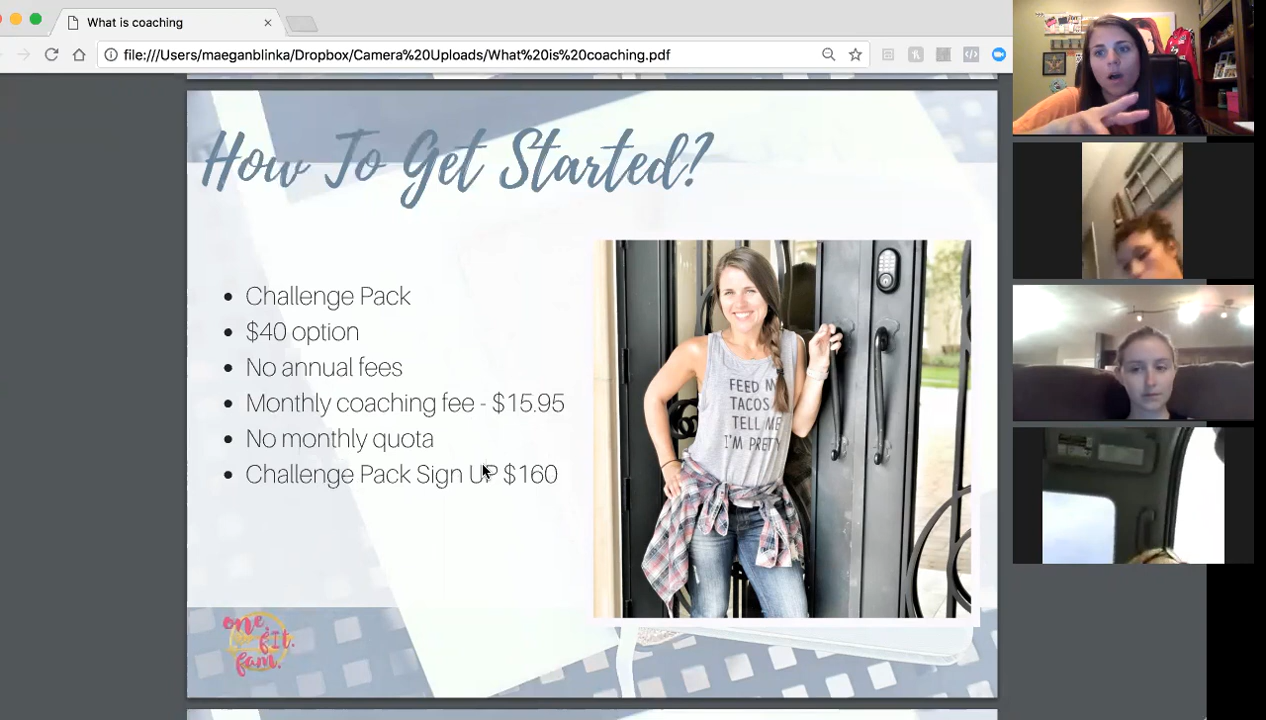 What is coaching
file:///Users/maeganblinka/Dropbox/Camera%20Uploads/What%20is%20coaching.pdf
How To Get Started?
Challenge Pack
$40 option
No annual fees
Monthly coaching fee - $15.95
No monthly quota
Challenge Pack Sign UP $160
FEED M
TACOS
TELL ME
I'M PRETTY
one
fit.
fam.